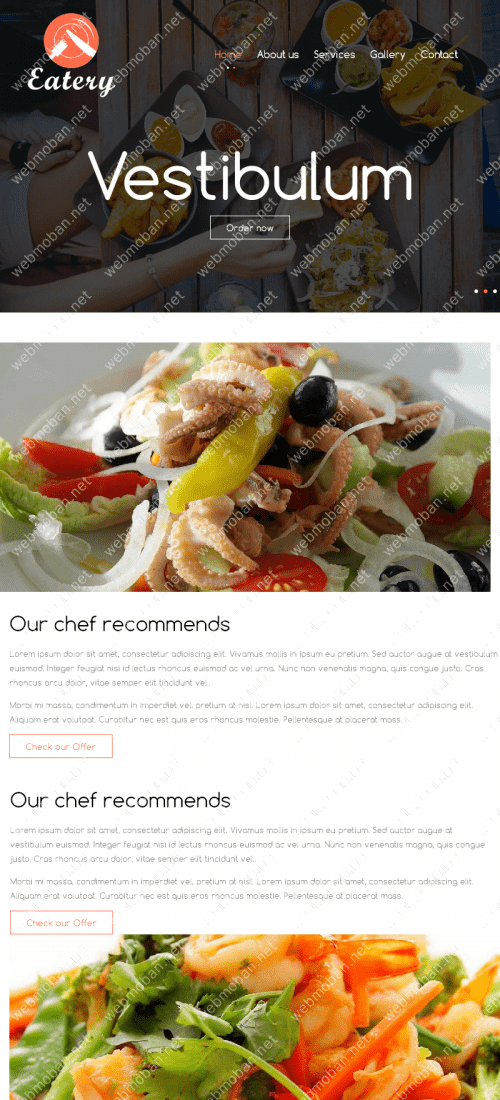 Eatery
Home About us Services Gallery Contact
Vestibulum
Order now
Our chef recommends
Lorem ipsum dolor sit amet, consectetur adipiscing elit. Vivamus mollis in ipsum eu pretium. Sed auctor augue at vestibulum
euismod. Integer feugiat nisi id lectus rhoncus euismod ac vel urna. Nunc non venenatis magna, quis congue justo. Cras
rhoncus arcu dolor, vitae semper elit tincidunt vel.
Morbi mi massa, condimentum in imperdiet vel, pretium at nisl. Lorem ipsum dolor sit amet, consectetur adipiscing elit.
Aliquam erat volutpat. Curabitur nec est quis eros rhoncus molestie. Pellentesque at placerat mass.
Check our Offer
Our chef recommends
Lorem ipsum dolor sit amet, consectetur adipiscing elit. Vivamus mollis in ipsum eu pretium. Sed auctor augue at
vestibulum euismod. Integer feugiat nisi id lectus rhoncus euismod ac vel urna. Nunc non venenatis magna, quis congue
justo. Cras rhoncus arcu dolor, vitae semper elit tincidunt vel.
Morbi mi massa, condimentum in imperdiet vel, pretium at nisl. Lorem ipsum dolor sit amet, consectetur adipiscing elit.
Aliquam erat volutpat. Curabitur nec est quis eros rhoncus molestie. Pellentesque at placerat mass.
Check our Offer
webmoban.net